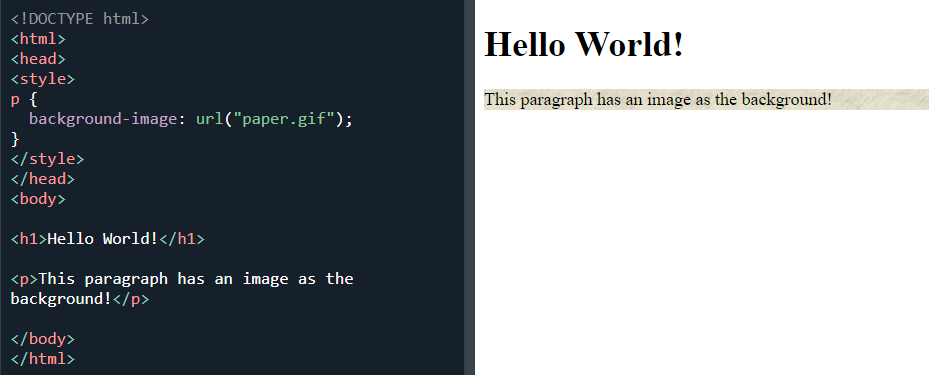 <!DOCTYPE html>
<html>
<head>
<style>
p {
  background-image: url("paper.gif");
}
</style>
</head>
<body>

<h1>Hello World!</h1>

<p>This paragraph has an image as the
background!</p>

</body>
</html>
Hello World!
This paragraph has an image as the background!